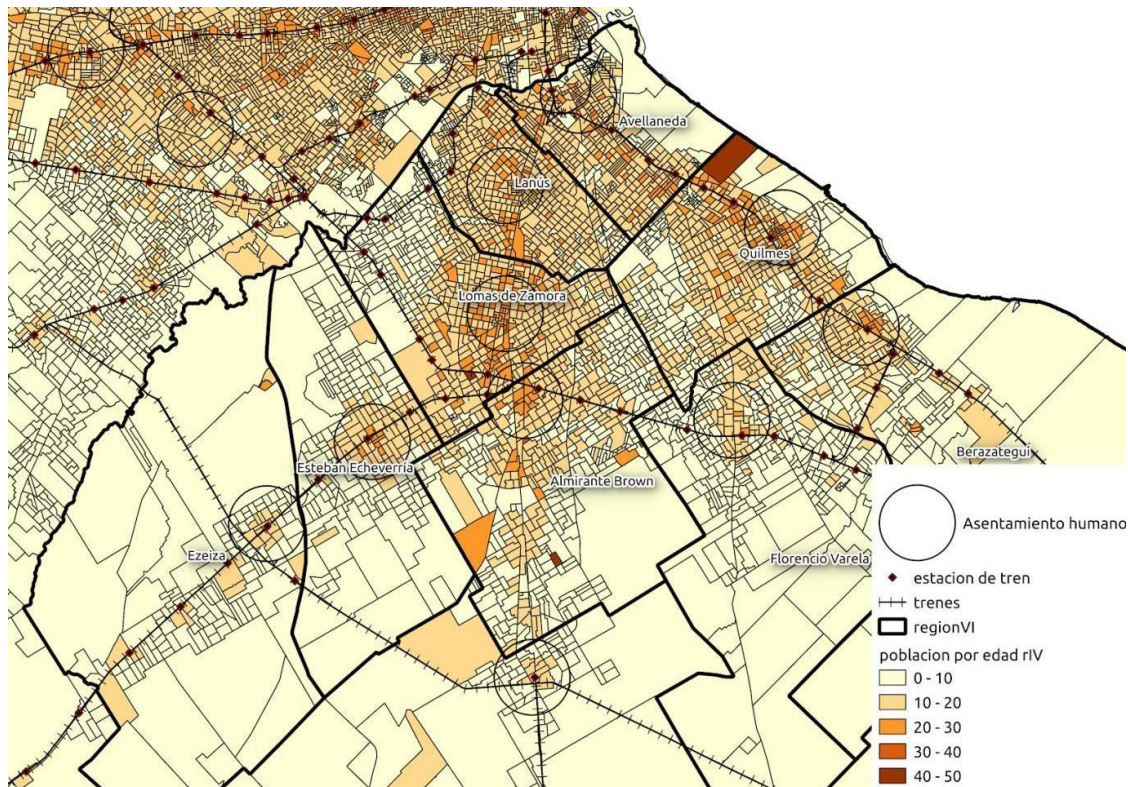 Avellaneda
Lanús
Quilmes
Lomas de Zamora
Berazategui
Esteban Echeverría
Almirante Brown
Ezeiza
Florencio Varela
Asentamiento humano
estacion de tren
trenes
regionVI
poblacion por edad rIV
0 - 10
10 - 20
20 - 30
30 - 40
40 - 50